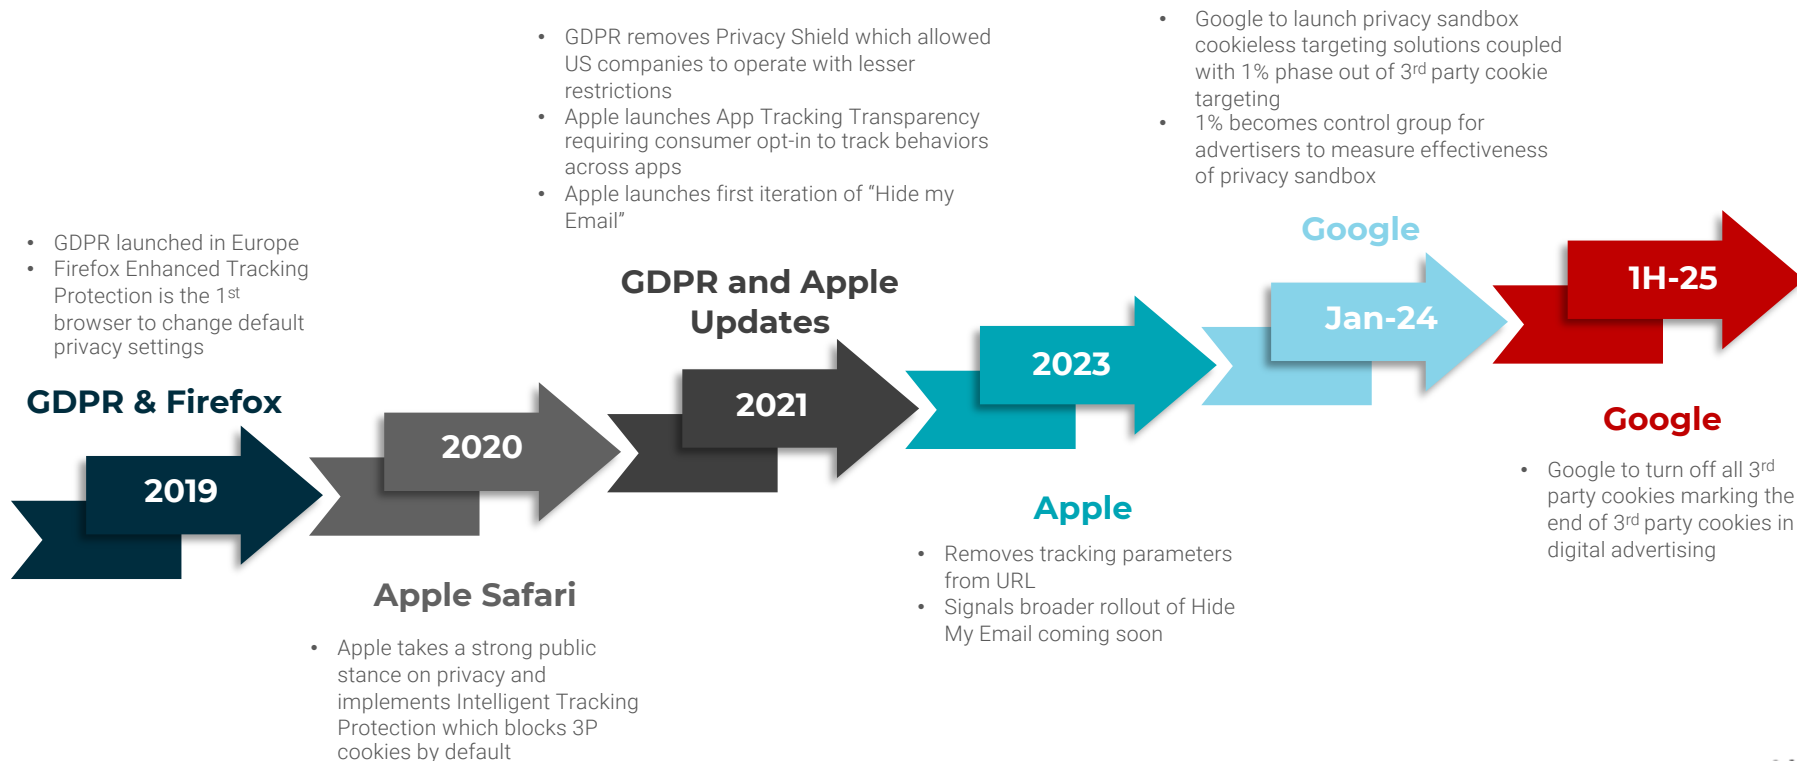 • GDPR launched in Europe
• Firefox Enhanced Tracking
Protection is the 1st
browser to change default
privacy settings
GDPR & Firefox
2019
2020
Apple Safari
• Apple takes a strong public
stance on privacy and
implements Intelligent Tracking
Protection which blocks 3P
cookies by default
• GDPR removes Privacy Shield which allowed
US companies to operate with lesser
restrictions
• Apple launches App Tracking Transparency
requiring consumer opt-in to track behaviors
across apps
• Apple launches first iteration of “Hide my
Email”
GDPR and Apple
Updates
2021
2023
Apple
• Removes tracking parameters
from URL
• Signals broader rollout of Hide
My Email coming soon
• Google to launch privacy sandbox
cookieless targeting solutions coupled
with 1% phase out of 3rd party cookie
targeting
• 1% becomes control group for
advertisers to measure effectiveness
of privacy sandbox
Google
Jan-24
1H-25
Google
• Google to turn off all 3rd
party cookies marking the
end of 3rd party cookies in
digital advertising